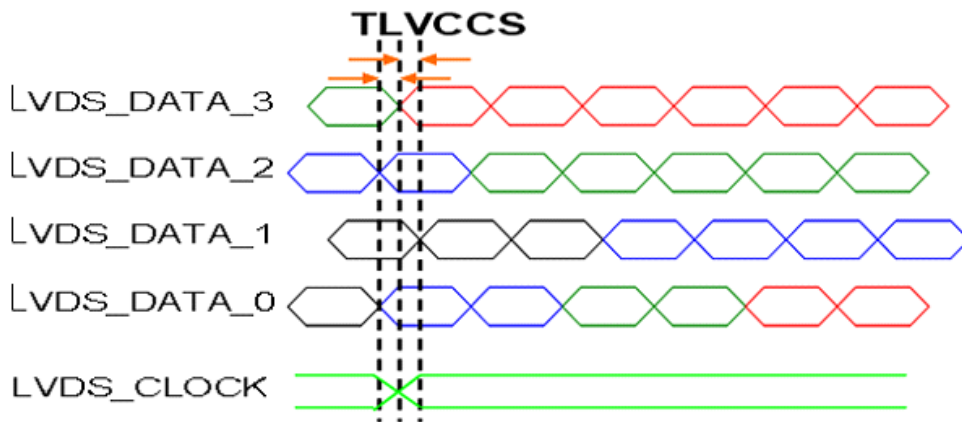 TLVCCS
LVDS_DATA_3
LVDS_DATA_2
LVDS_DATA_1
LVDS_DATA_0
LVDS_CLOCK